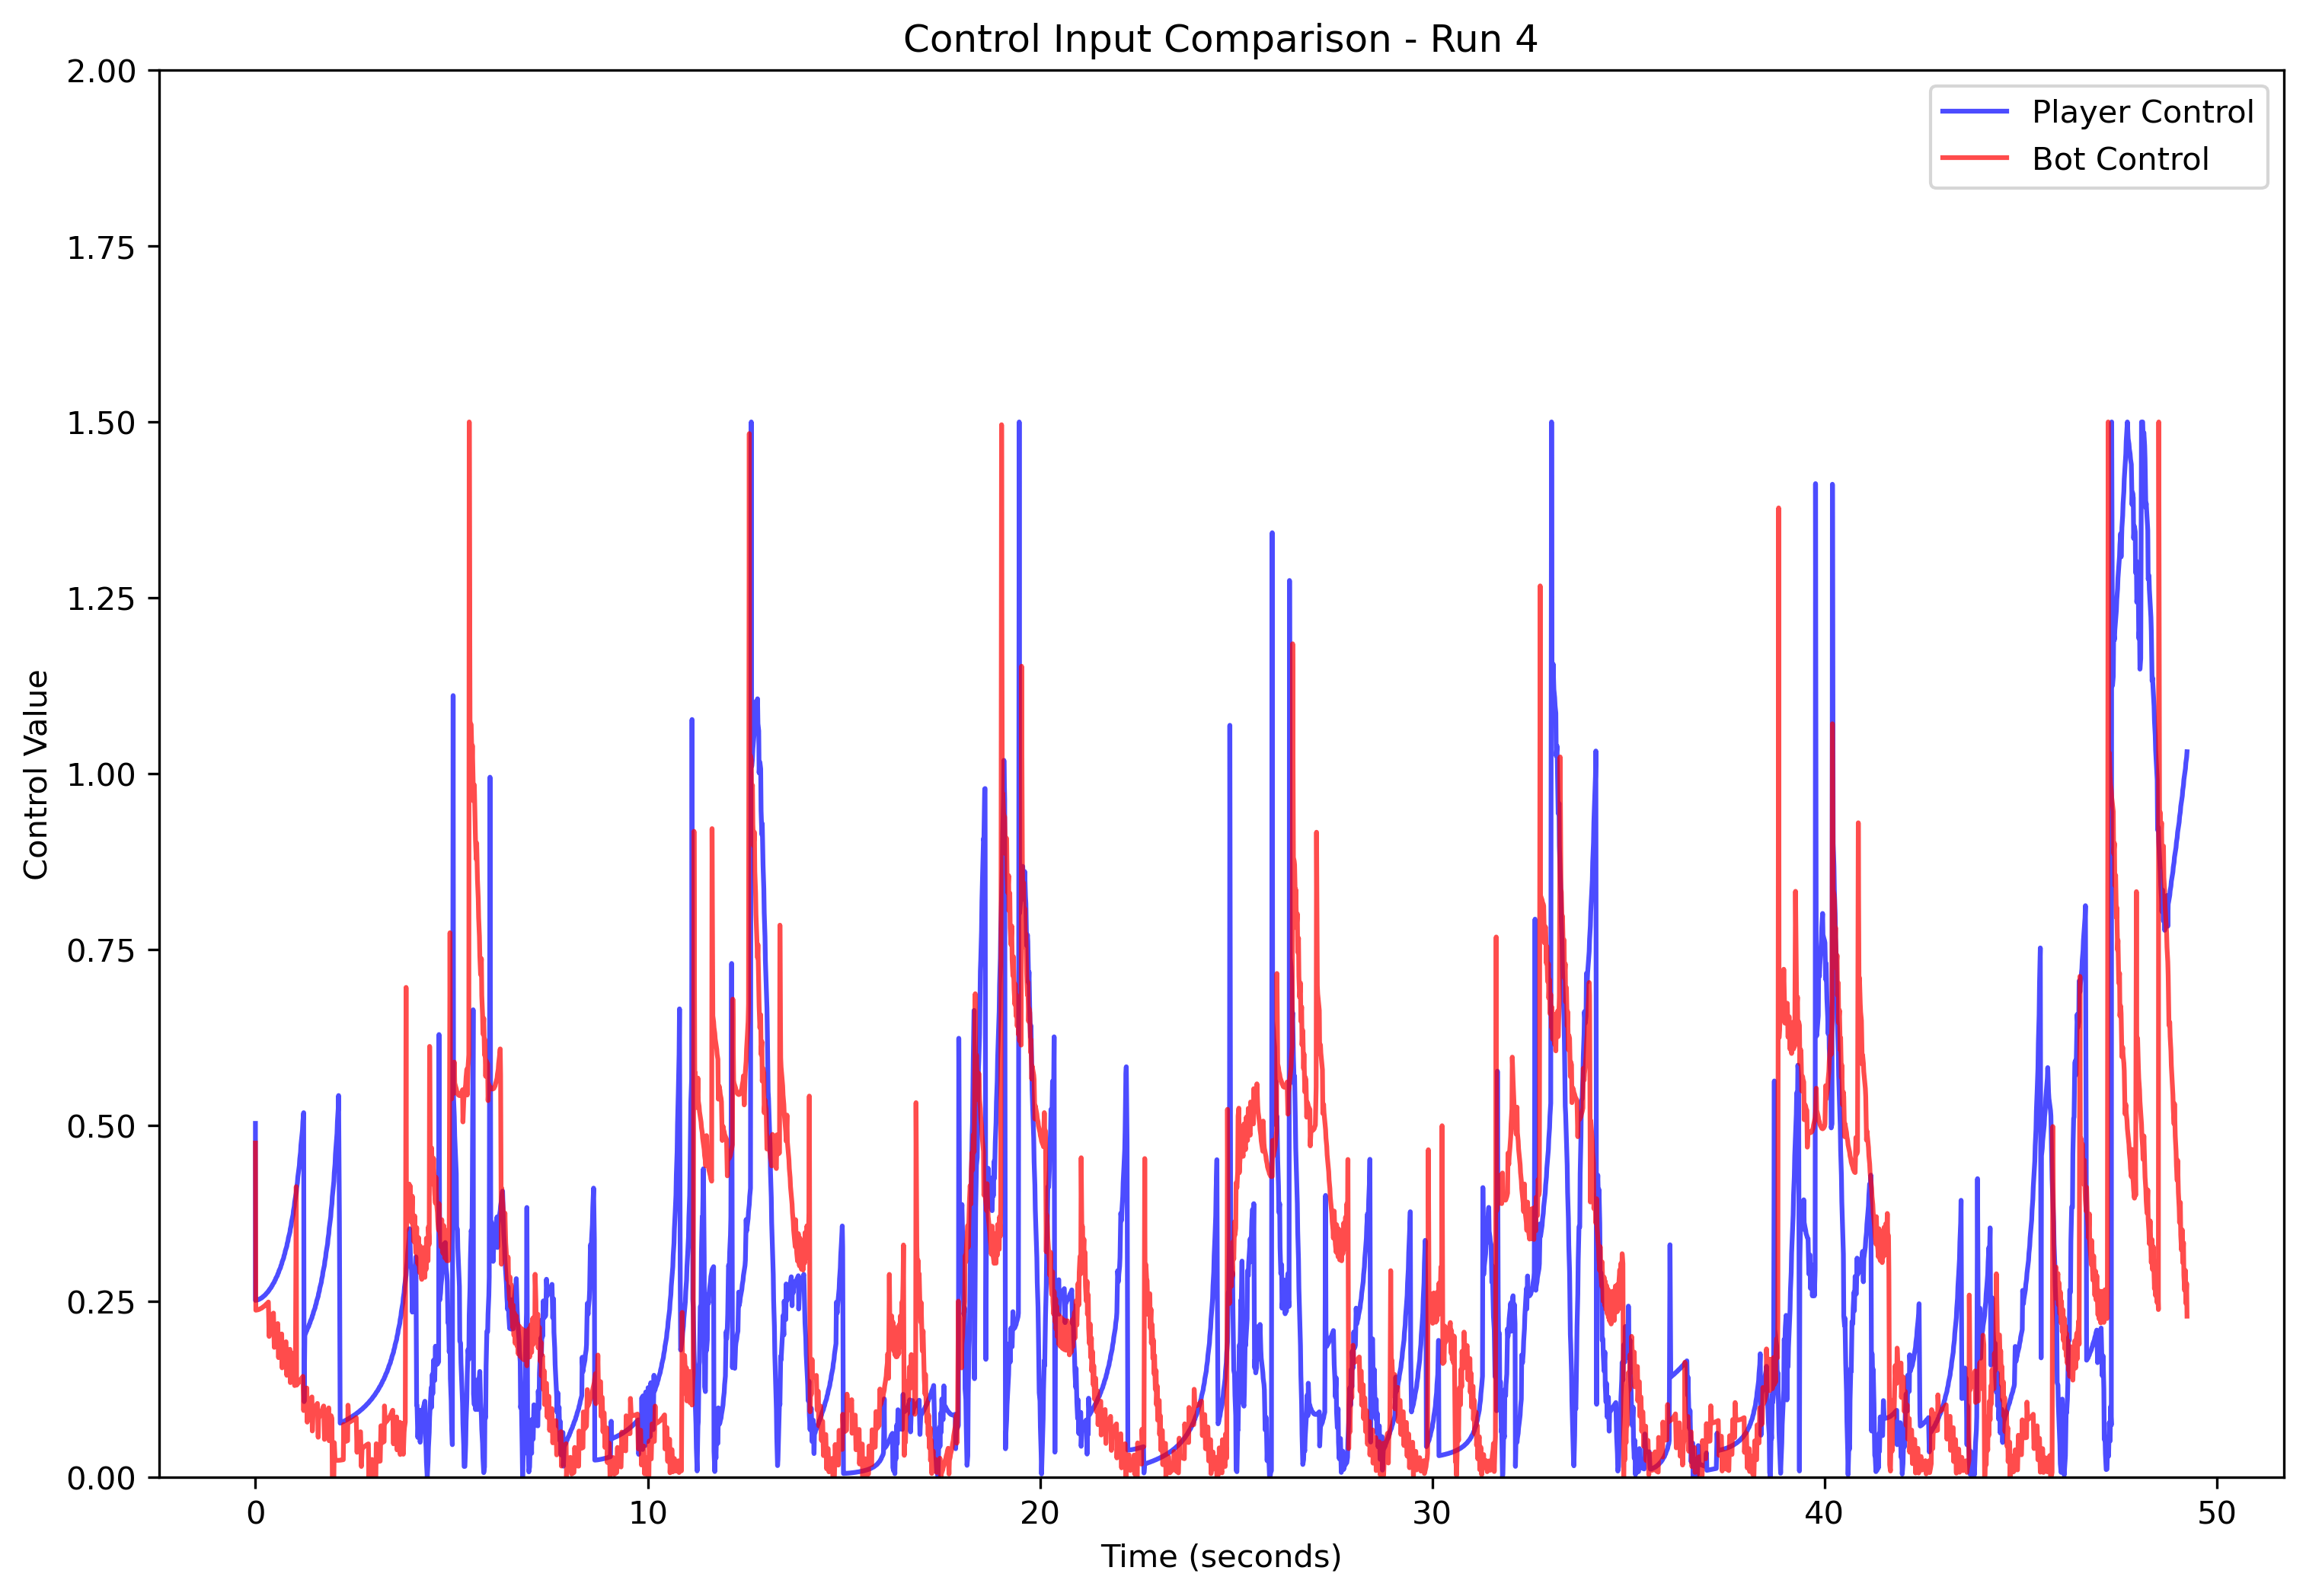 Control Input Comparison - Run 4
2.00
1.75
1.50
1.25
1.00
0.75
0.50
0.25
0.00
Control Value
Player Control
Bot Control
0 10 20 30 40 50
Time (seconds)